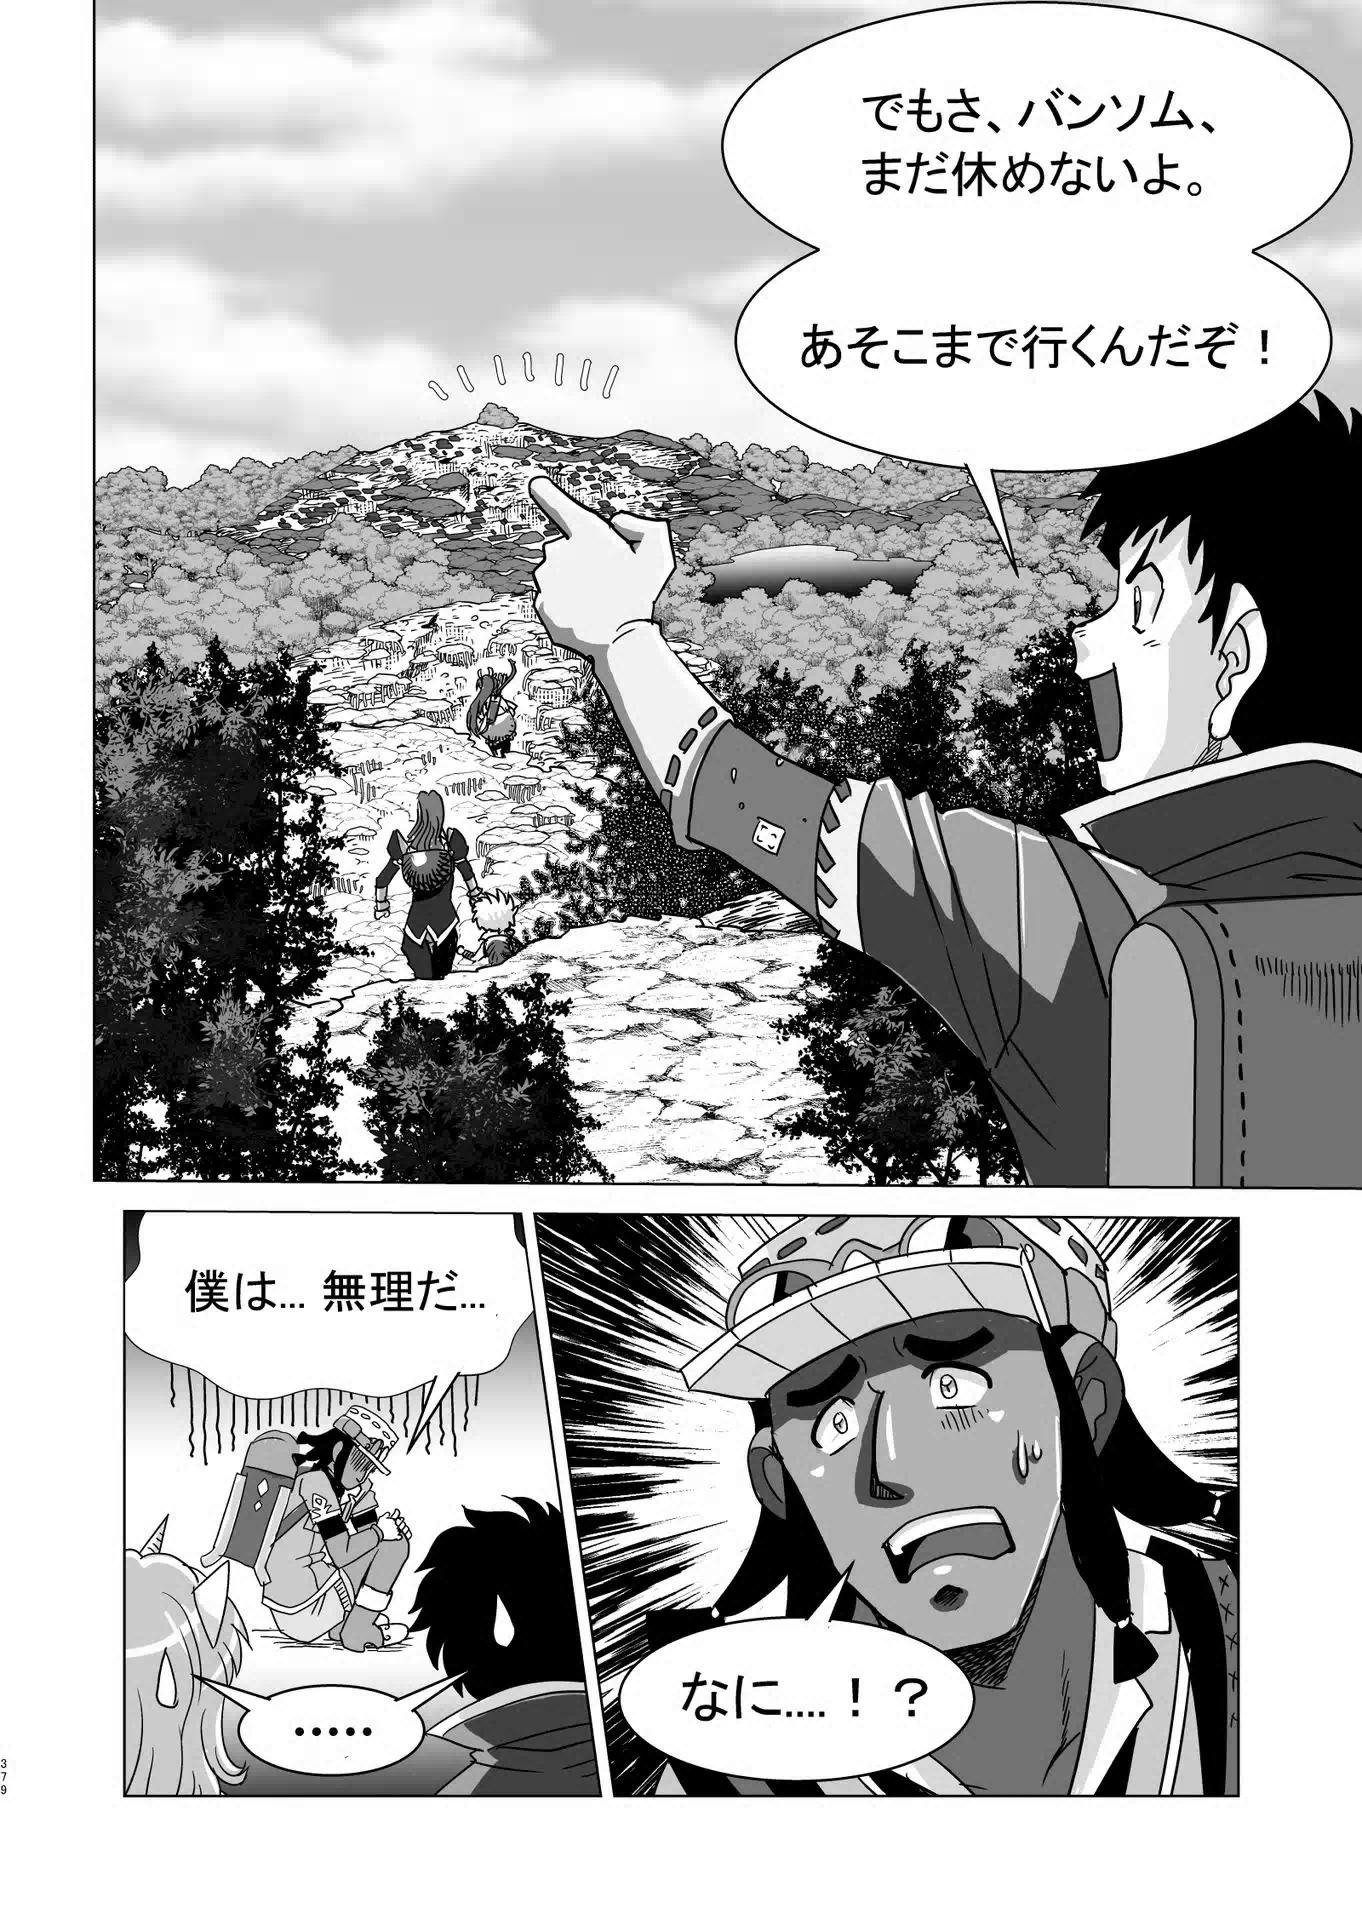 でもさ、バンソム、
まだ休めないよ。
あそこまで行くんだぞ！
なに....！？
僕は... 無理だ...
･････
379